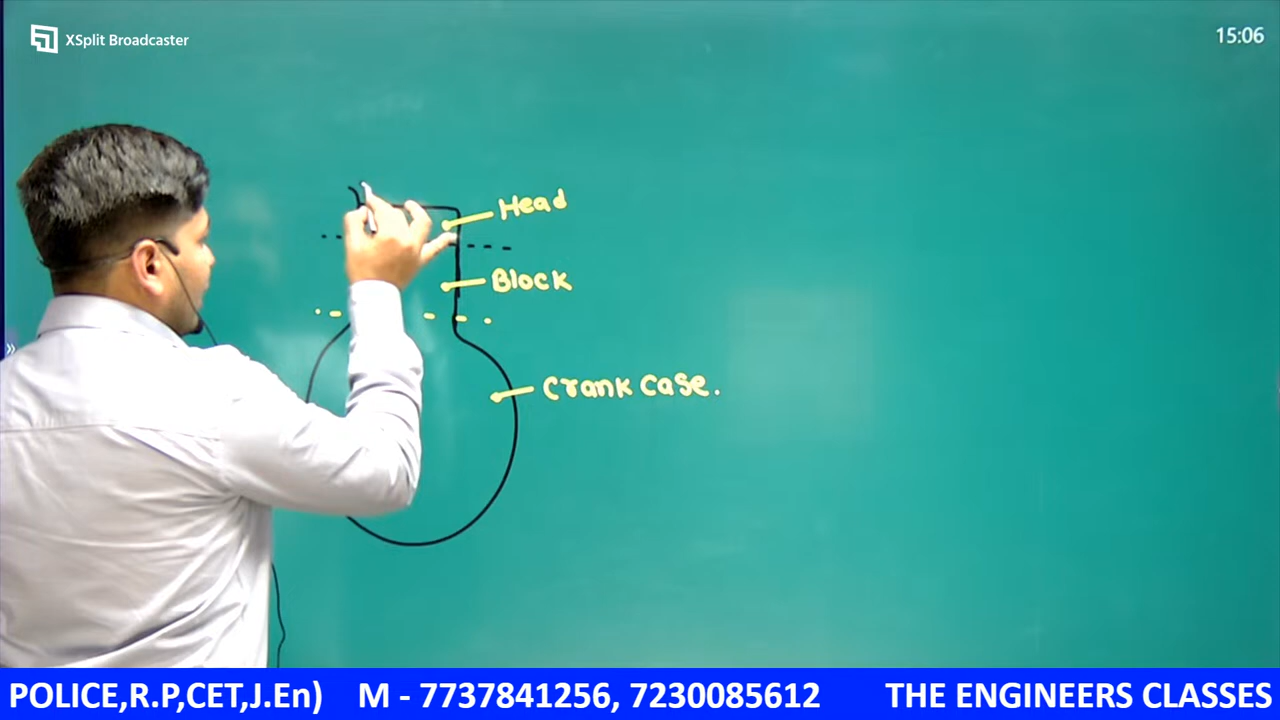 XSplit Broadcaster
15:06
Head
Block
Crank Case.
POLICE,R.P,CET,J.En) M - 7737841256, 7230085612 THE ENGINEERS CLASSES